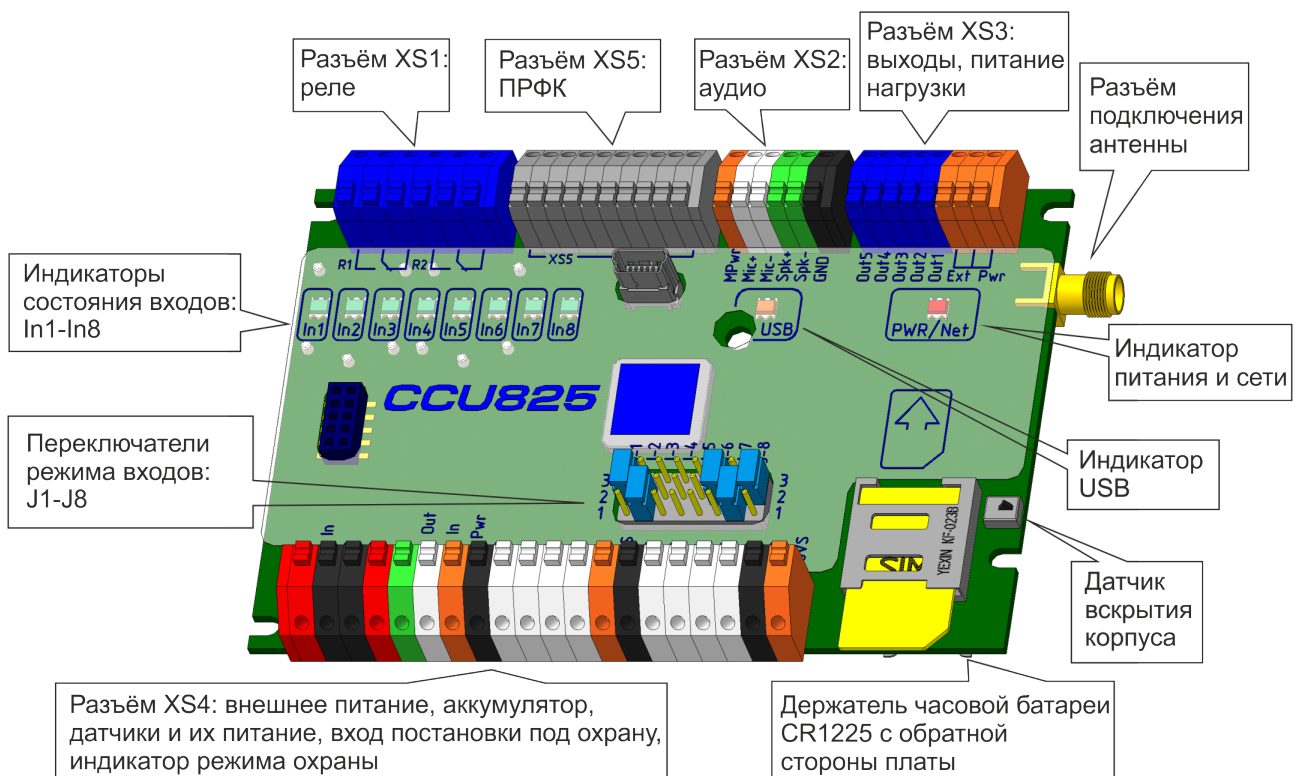 Разъём XS1:
реле
Разъём XS5:
ПРФК
Разъём XS2:
аудио
Разъём XS3:
выходы, питание
нагрузки
Разъём
подключения
антенны
R1
R2
XS5
MPwr
Mic+
Mic-
Spk+
Spk-
GND
Out5
Out4
Out3
Out2
Out1
Ext Pwr
Индикаторы
состояния входов:
In1-In8
In1
In2
In3
In4
In5
In6
In7
In8
USB
PWR/Net
Индикатор
питания и сети
CCU825
Переключатели
режима входов:
J1-J8
3
2
1
3
2
1
Индикатор
USB
In
Out
In
Pwr
YEXIN KF-023B
SIM
Датчик
вскрытия
корпуса
Разъём XS4: внешнее питание, аккумулятор,
датчики и их питание, вход постановки под охрану,
индикатор режима охраны
Держатель часовой батареи
CR1225 с обратной
стороны платы